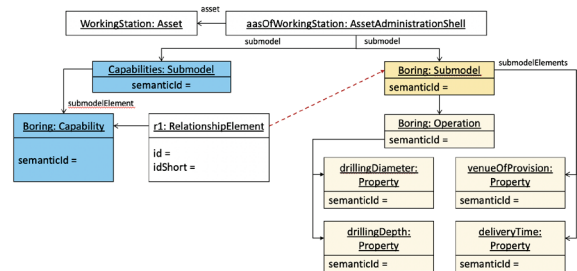 asset
WorkingStation: Asset
aasOfWorkingStation: AssetAdministrationShell
submodel
submodel
Capabilities: Submodel
semanticId =
Boring: Submodel
semanticId =
submodelElements
submodelElement
Boring: Capability
semanticId =
r1: RelationshipElement
id =
idShort =
Boring: Operation
semanticId =
drillingDiameter:
Property
semanticId =
venueOfProvision:
Property
semanticId =
drillingDepth:
Property
semanticId =
deliveryTime:
Property
semanticId =